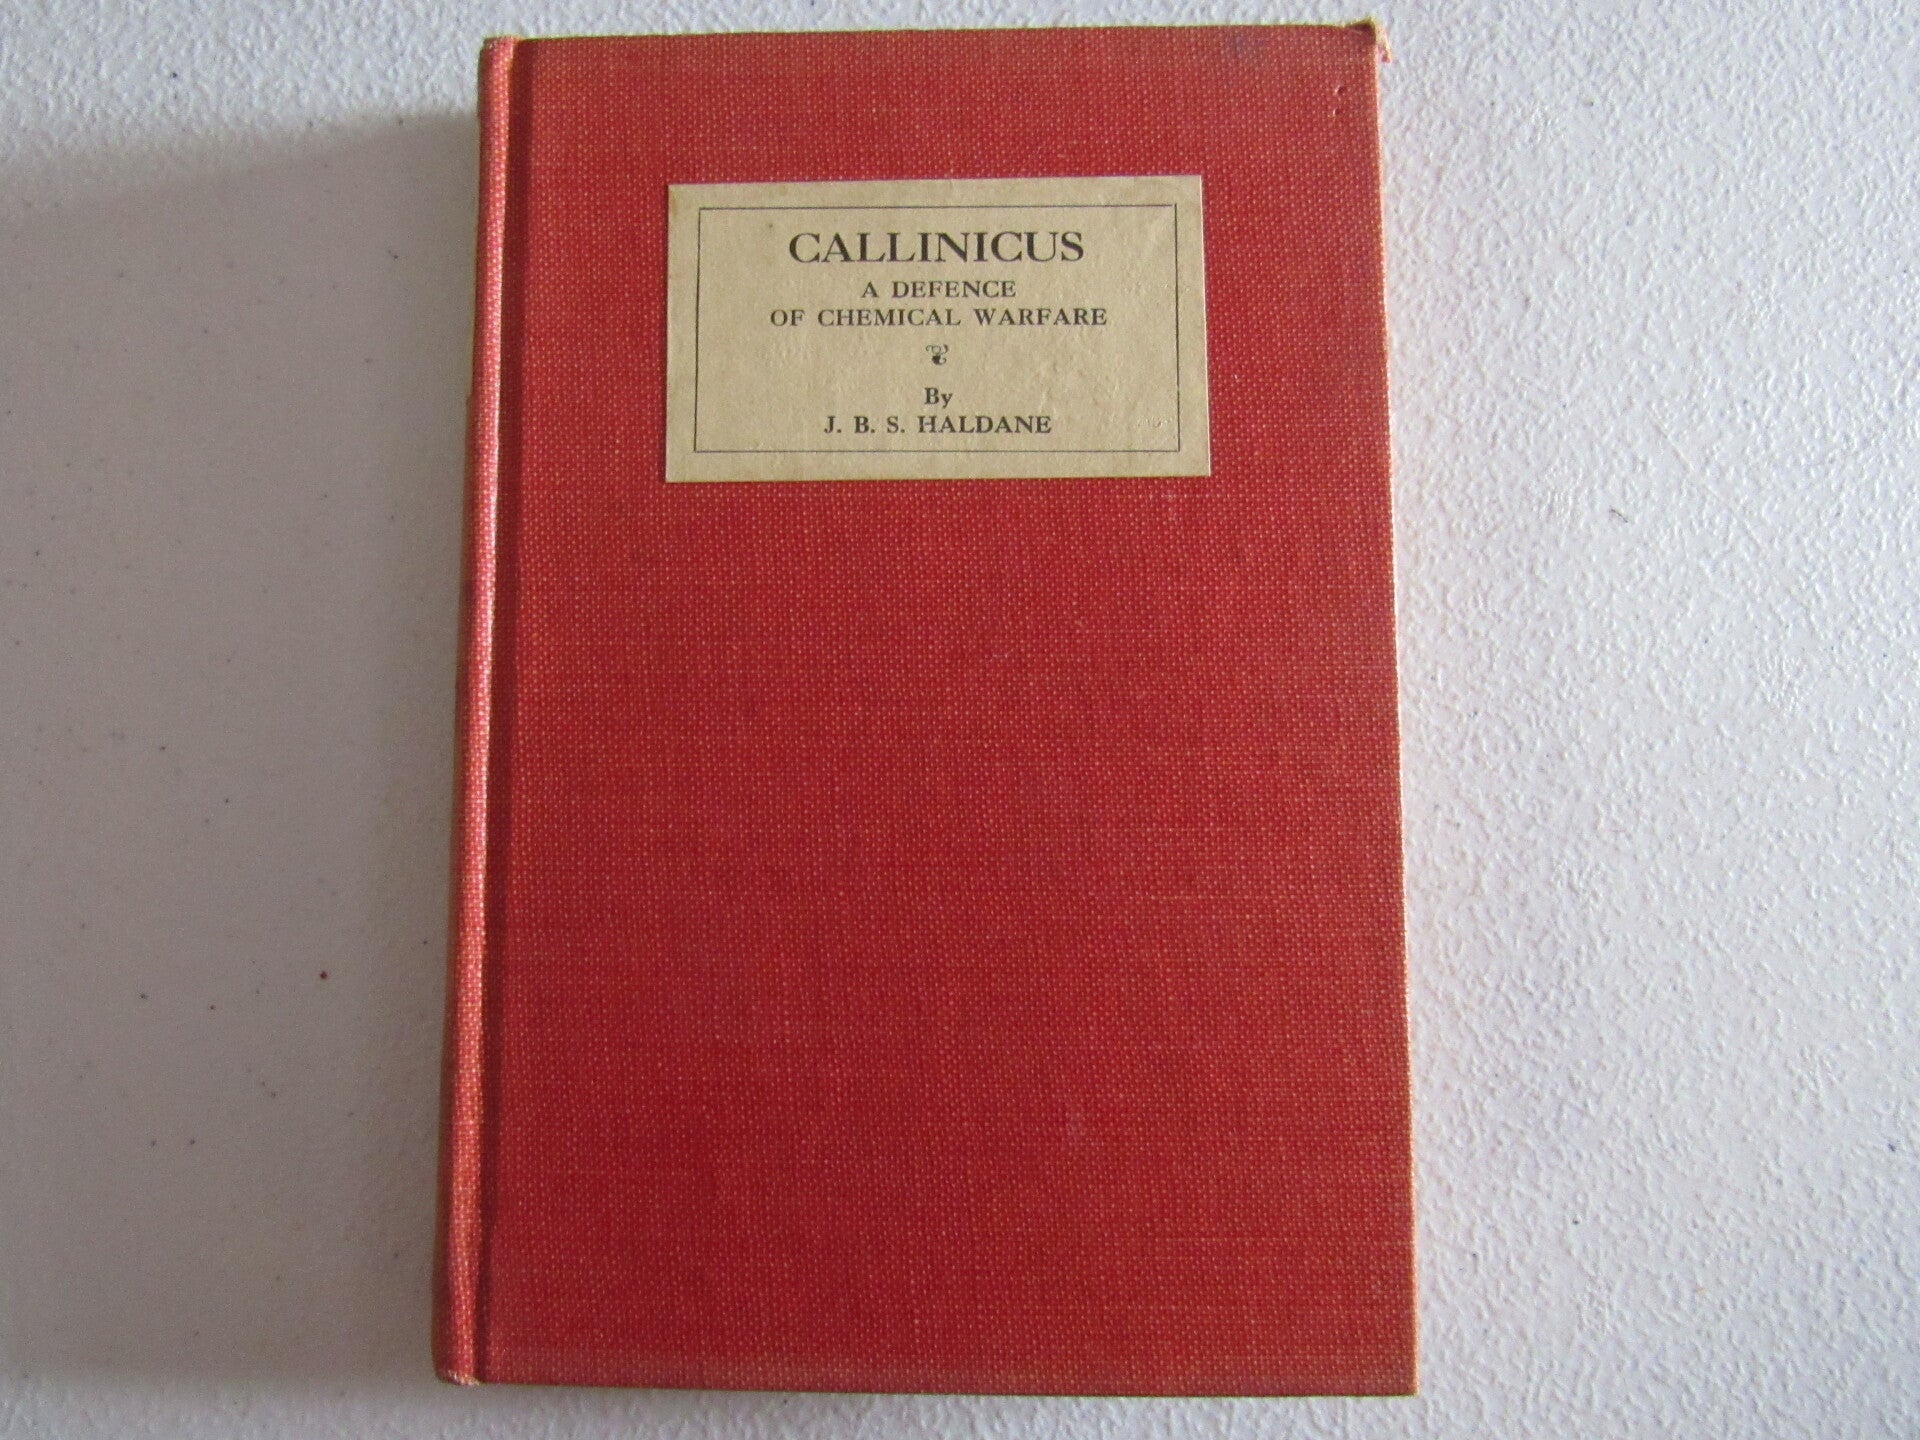 CALLINICUS
A DEFENCE
OF CHEMICAL WARFARE
By
J. B. S. HALDANE